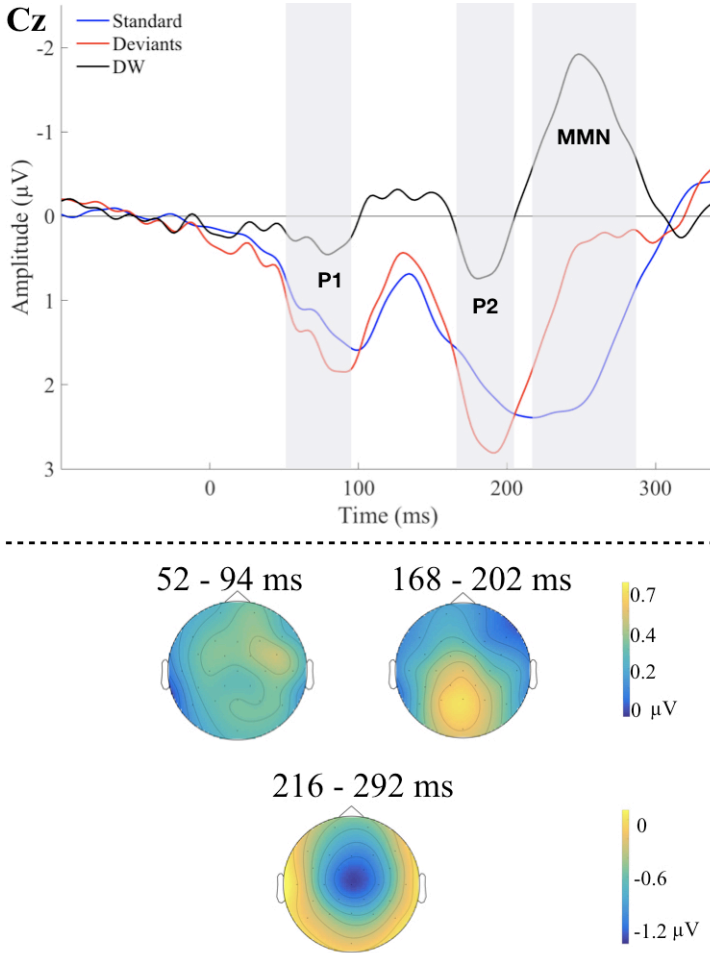 Cz
Standard
Deviants
DW
-2
-1
0
1
2
3
Amplitude (µV)
MMN
P1
P2
0
100
200
300
Time (ms)
52 - 94 ms
168 - 202 ms
0.7
0.4
0.2
0 µV
216 - 292 ms
0
-0.6
-1.2 µV